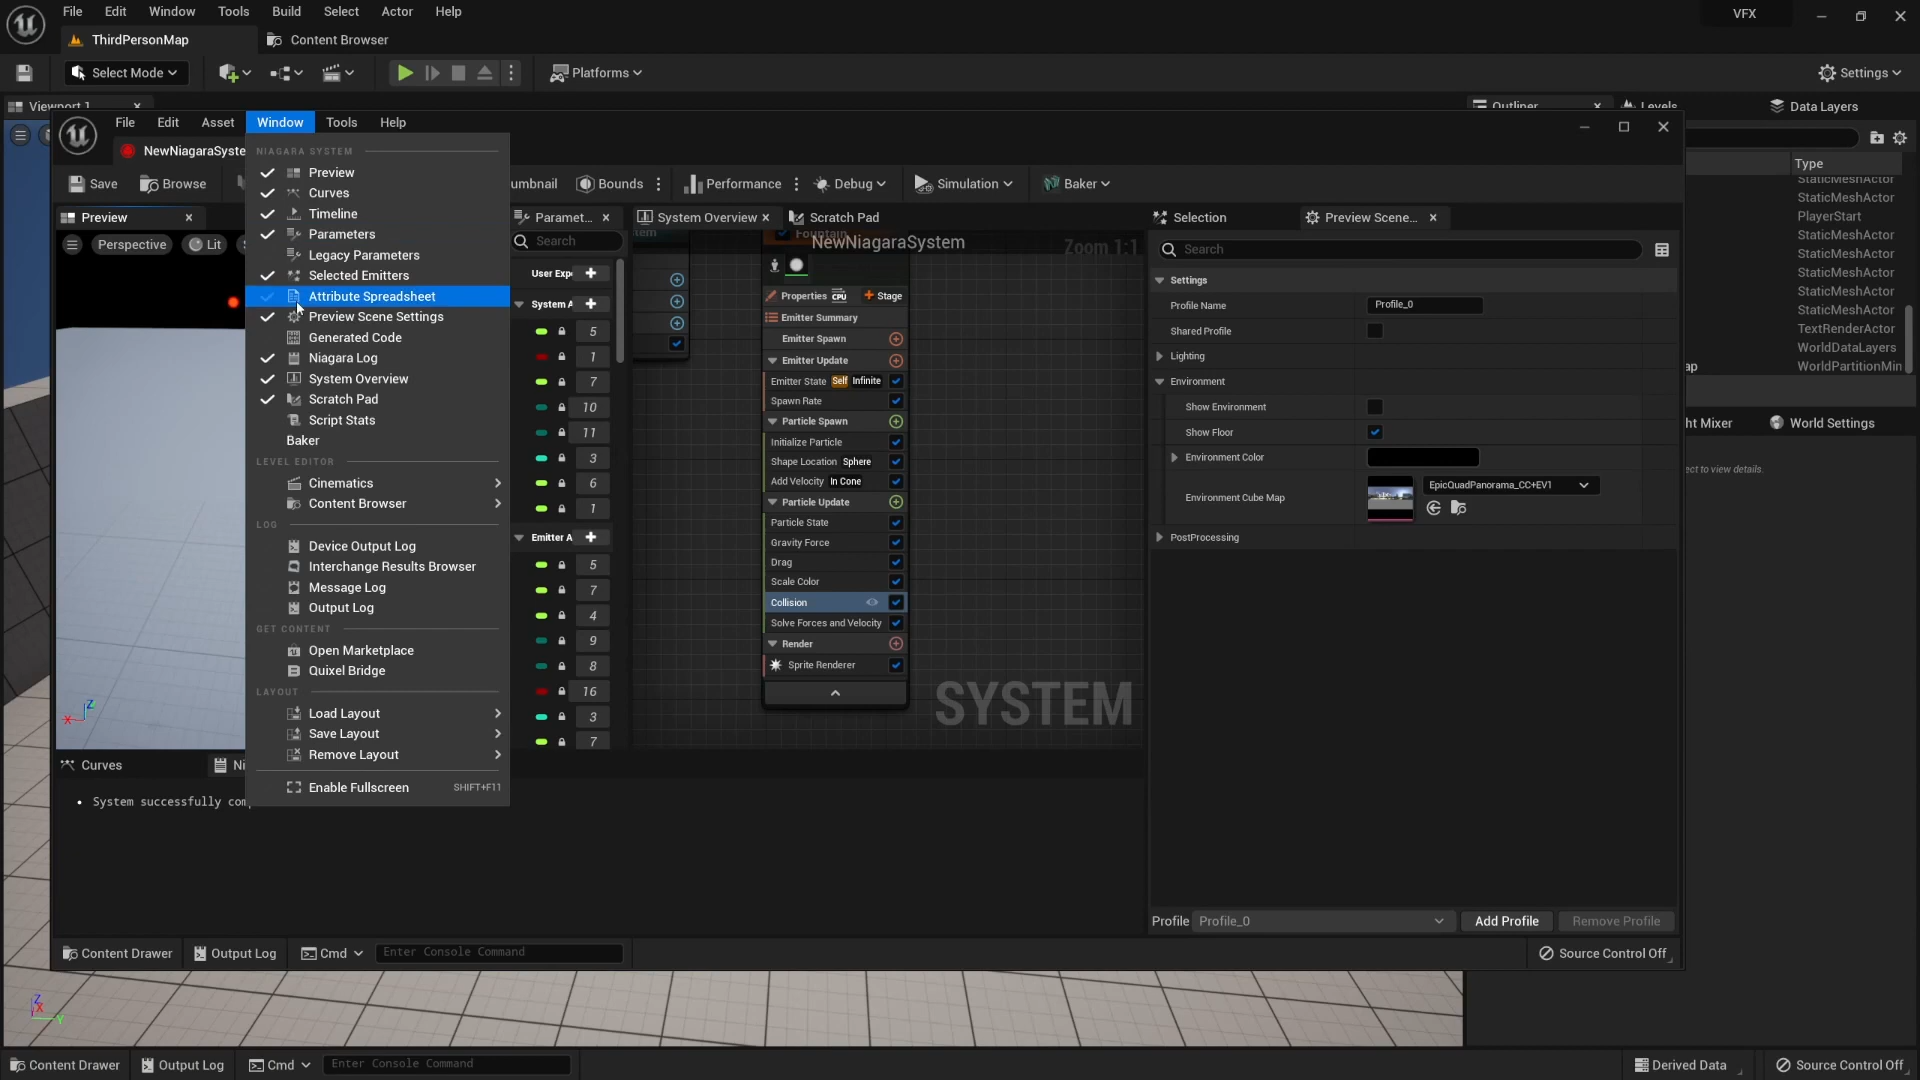 File Edit Window Tools Build Select Actor Help
VFX
ThirdPersonMap
Content Browser
Select Mode
Platforms
Settings
Viewport 1
Outliner
Levels
Data Layers
File Edit Asset Window Tools Help
NewNiagaraSyste
Save
Browse
umbnail
Bounds
Performance
Debug
Simulation
Baker
Preview
Perspective
Lit
NIAGARA SYSTEM
Preview
Curves
Timeline
Parameters
Legacy Parameters
Selected Emitters
Attribute Spreadsheet
Preview Scene Settings
Generated Code
Niagara Log
System Overview
Scratch Pad
Script Stats
Baker
LEVEL EDITOR
Cinematics
Content Browser
LOG
Device Output Log
Interchange Results Browser
Message Log
Output Log
GET CONTENT
Open Marketplace
Quixel Bridge
LAYOUT
Load Layout
Save Layout
Remove Layout
Enable Fullscreen SHIFT+F11
Paramet...
Search
User Exp
System A
5
1
7
10
11
3
6
1
Emitter A
5
7
4
9
8
16
3
7
System Overview
Scratch Pad
tem
Fountain
NewNiagaraSystem
Zoom 1:1
Properties CPU Stage
Emitter Summary
Emitter Spawn
Emitter Update
Emitter State Self Infinite
Spawn Rate
Particle Spawn
Initialize Particle
Shape Location Sphere
Add Velocity In Cone
Particle Update
Particle State
Gravity Force
Drag
Scale Color
Collision
Solve Forces and Velocity
Render
Sprite Renderer
SYSTEM
Selection
Preview Scene...
Search
Settings
Profile Name Profile_0
Shared Profile
Lighting
Environment
Show Environment
Show Floor
Environment Color
Environment Cube Map EpicQuadPanorama_CC+EV1
PostProcessing
Profile Profile_0 Add Profile Remove Profile
Type
StaticMeshActor
StaticMeshActor
PlayerStart
StaticMeshActor
StaticMeshActor
StaticMeshActor
StaticMeshActor
StaticMeshActor
TextRenderActor
WorldDataLayers
ap WorldPartitionMin
ht Mixer
World Settings
ect to view details.
Curves
Ni
System successfully com
Content Drawer
Output Log
Cmd
Enter Console Command
Source Control Off
Z
X
Z
X
Y
Content Drawer
Output Log
Cmd
Enter Console Command
Derived Data
Source Control Off